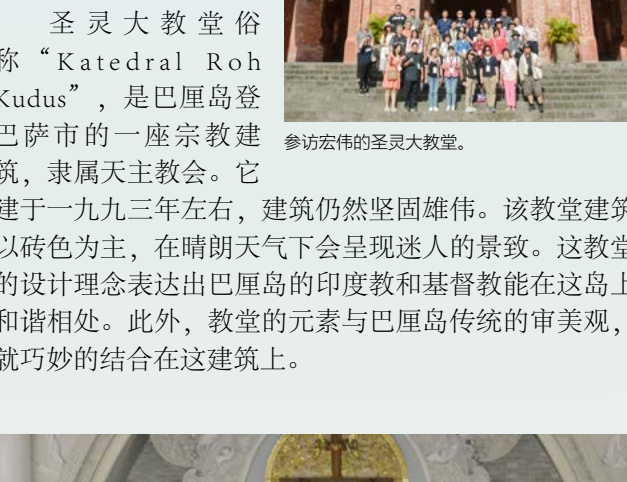 圣灵大教堂俗
称“Katedral Roh
Kudus”，是巴厘岛登
巴萨市的一座宗教建
筑，隶属天主教会。它
建于一九九三年左右，建筑仍然坚固雄伟。该教堂建筑
以砖色为主，在晴朗天气下会呈现迷人的景致。这教堂
的设计理念表达出巴厘岛的印度教和基督教能在这岛上
和谐相处。此外，教堂的元素与巴厘岛传统的审美观，
就巧妙的结合在这建筑上。
参访宏伟的圣灵大教堂。